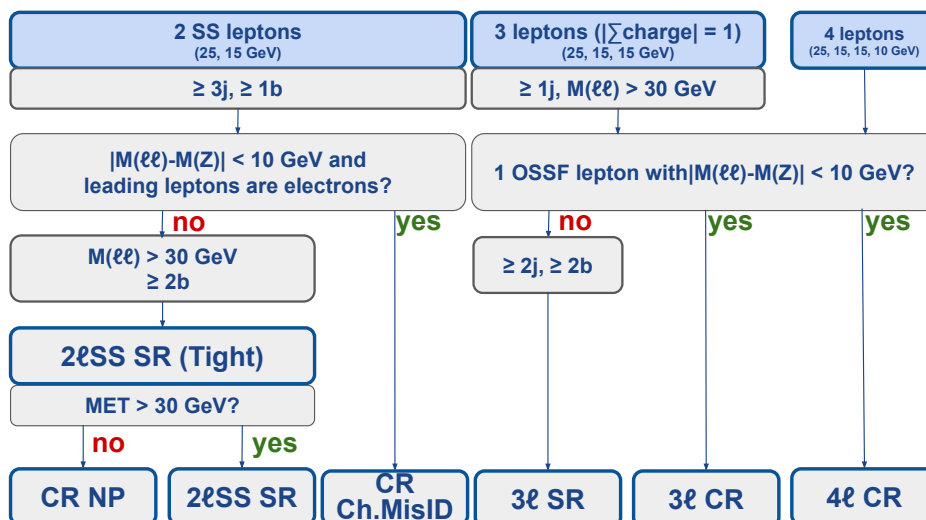 2 SS leptons
(25, 15 GeV)
3 leptons (|∑charge| = 1)
(25, 15, 15 GeV)
4 leptons
(25, 15, 15, 10 GeV)
≥ 3j, ≥ 1b
≥ 1j, M(ℓℓ) > 30 GeV
|M(ℓℓ)-M(Z)| < 10 GeV and
leading leptons are electrons?
1 OSSF lepton with|M(ℓℓ)-M(Z)| < 10 GeV?
no
yes
no
yes
yes
M(ℓℓ) > 30 GeV
≥ 2b
≥ 2j, ≥ 2b
2ℓSS SR (Tight)
MET > 30 GeV?
no
yes
CR NP
2ℓSS SR
CR
Ch.MisID
3ℓ SR
3ℓ CR
4ℓ CR